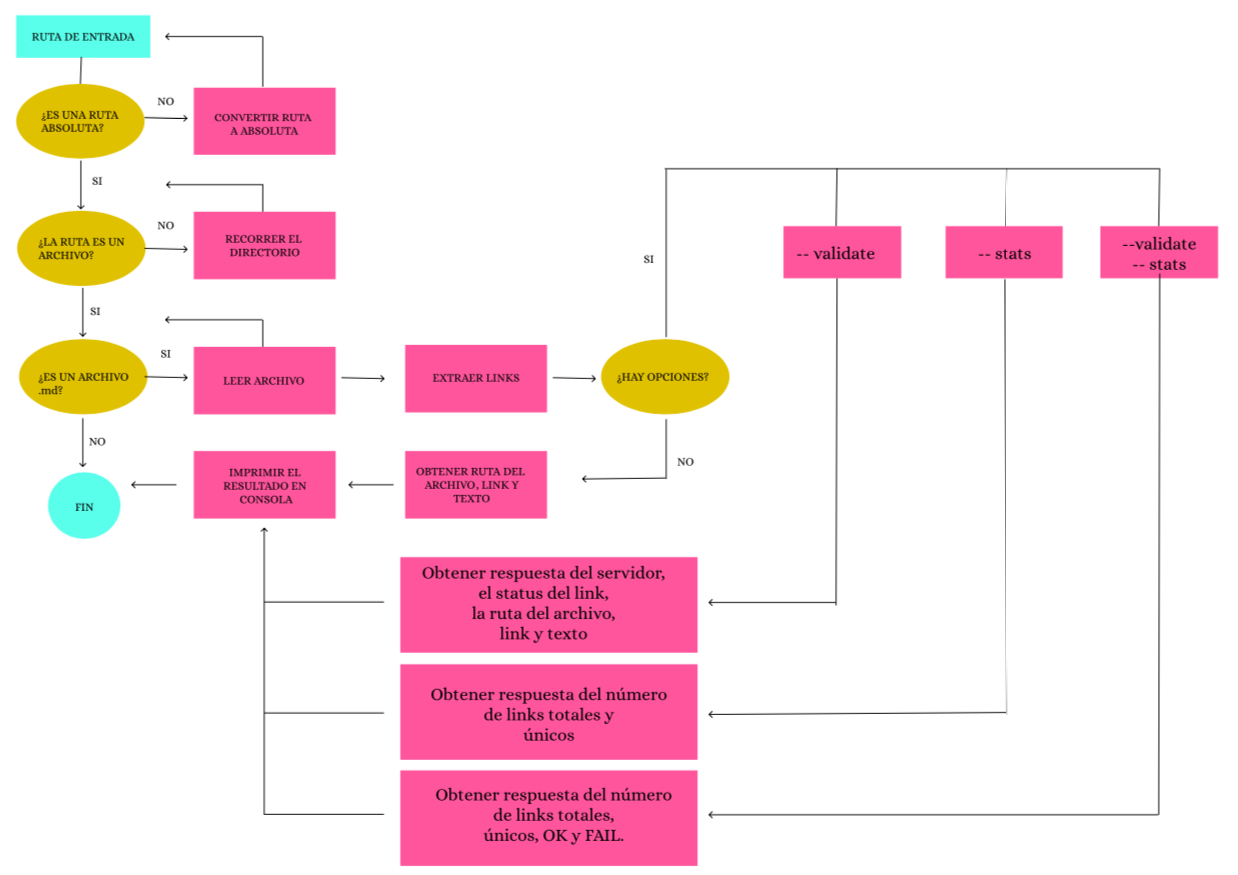 RUTA DE ENTRADA
¿ES UNA RUTA
ABSOLUTA?
NO
CONVERTIR RUTA
A ABSOLUTA
SI
¿LA RUTA ES UN
ARCHIVO?
NO
RECORRER EL
DIRECTORIO
SI
¿ES UN ARCHIVO
.md?
SI
LEER ARCHIVO
EXTRAER LINKS
¿HAY OPCIONES?
SI
-- validate
-- stats
--validate
-- stats
NO
NO
FIN
IMPRIMIR EL
RESULTADO EN
CONSOLA
OBTENER RUTA DEL
ARCHIVO, LINK Y
TEXTO
Obtener respuesta del servidor,
el status del link,
la ruta del archivo,
link y texto
Obtener respuesta del número
de links totales y
únicos
Obtener respuesta del número
de links totales,
únicos, OK y FAIL.